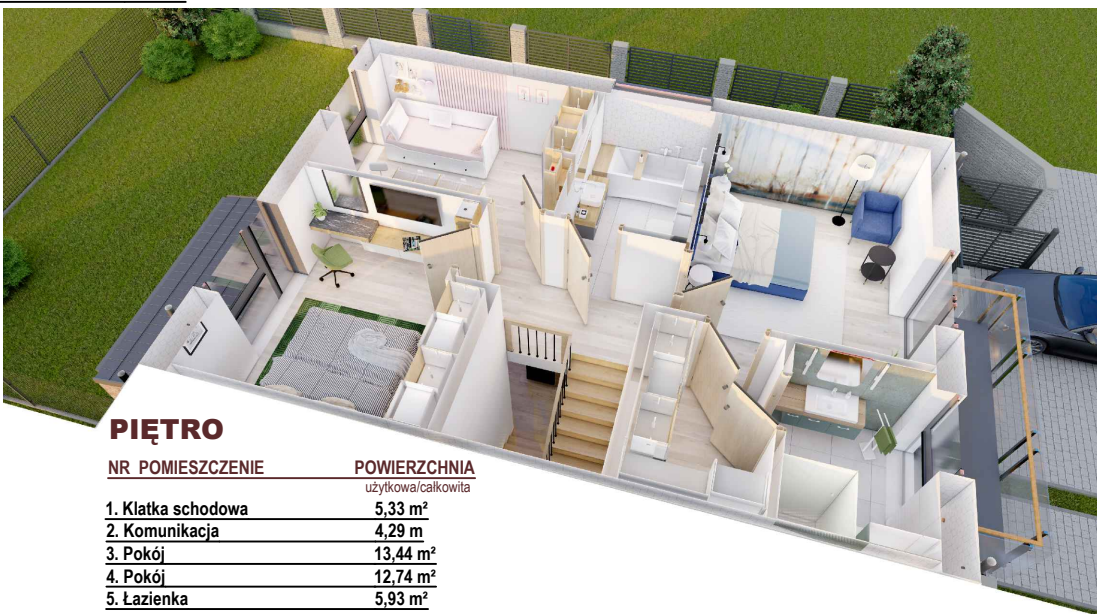 PIĘTRO
NR POMIESZCZENIE POWIERZCHNIA
użytkowa/całkowita
1. Klatka schodowa 5,33 m²
2. Komunikacja 4,29 m
3. Pokój 13,44 m²
4. Pokój 12,74 m²
5. Łazienka 5,93 m²